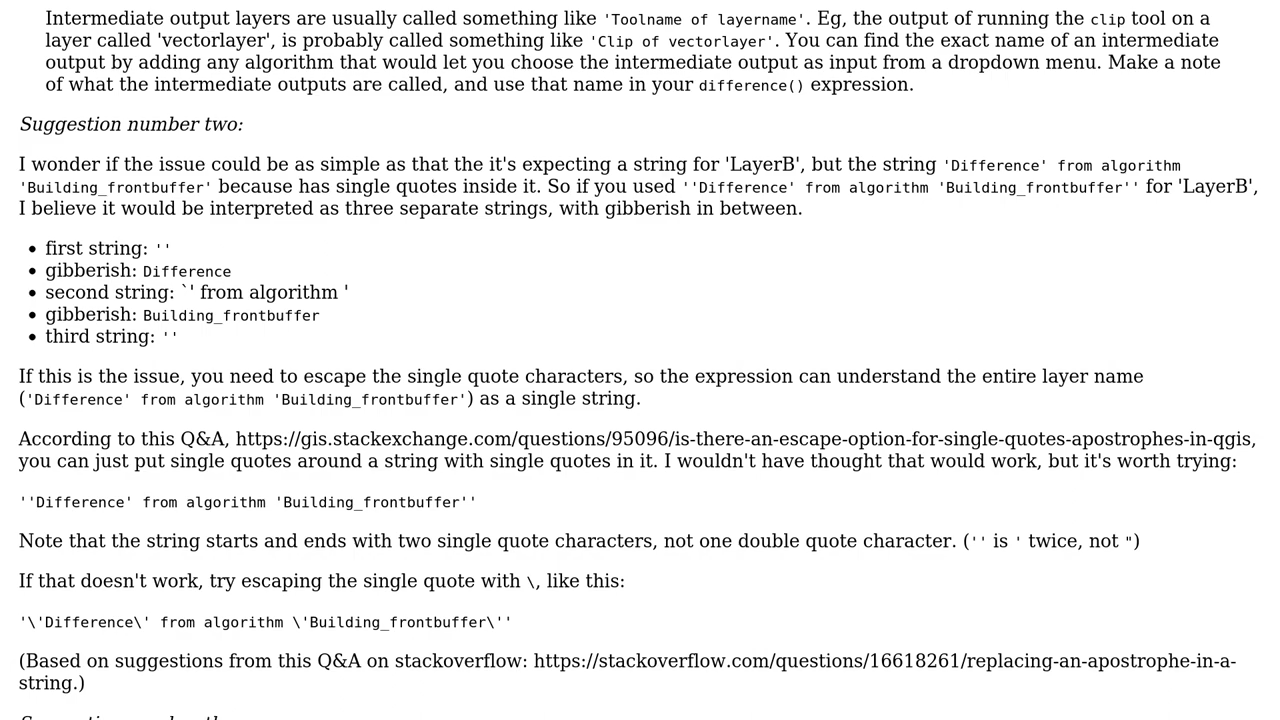 Intermediate output layers are usually called something like 'Toolname of layername'. Eg, the output of running the clip tool on a
layer called 'vectorlayer', is probably called something like 'Clip of vectorlayer'. You can find the exact name of an intermediate
output by adding any algorithm that would let you choose the intermediate output as input from a dropdown menu. Make a note
of what the intermediate outputs are called, and use that name in your difference() expression.
Suggestion number two:
I wonder if the issue could be as simple as that the it's expecting a string for 'LayerB', but the string 'Difference' from algorithm
'Building_frontbuffer' because has single quotes inside it. So if you used ''Difference' from algorithm 'Building_frontbuffer'' for 'LayerB',
I believe it would be interpreted as three separate strings, with gibberish in between.
• first string: ''
• gibberish: Difference
• second string: `' from algorithm '
• gibberish: Building_frontbuffer
• third string: ''
If this is the issue, you need to escape the single quote characters, so the expression can understand the entire layer name
('Difference' from algorithm 'Building_frontbuffer') as a single string.
According to this Q&A, https://gis.stackexchange.com/questions/95096/is-there-an-escape-option-for-single-quotes-apostrophes-in-qgis,
you can just put single quotes around a string with single quotes in it. I wouldn't have thought that would work, but it's worth trying:
''Difference' from algorithm 'Building_frontbuffer''
Note that the string starts and ends with two single quote characters, not one double quote character. ('' is ' twice, not ")
If that doesn't work, try escaping the single quote with \, like this:
'\'Difference\' from algorithm \'Building_frontbuffer\''
(Based on suggestions from this Q&A on stackoverflow: https://stackoverflow.com/questions/16618261/replacing-an-apostrophe-in-a-
string.)